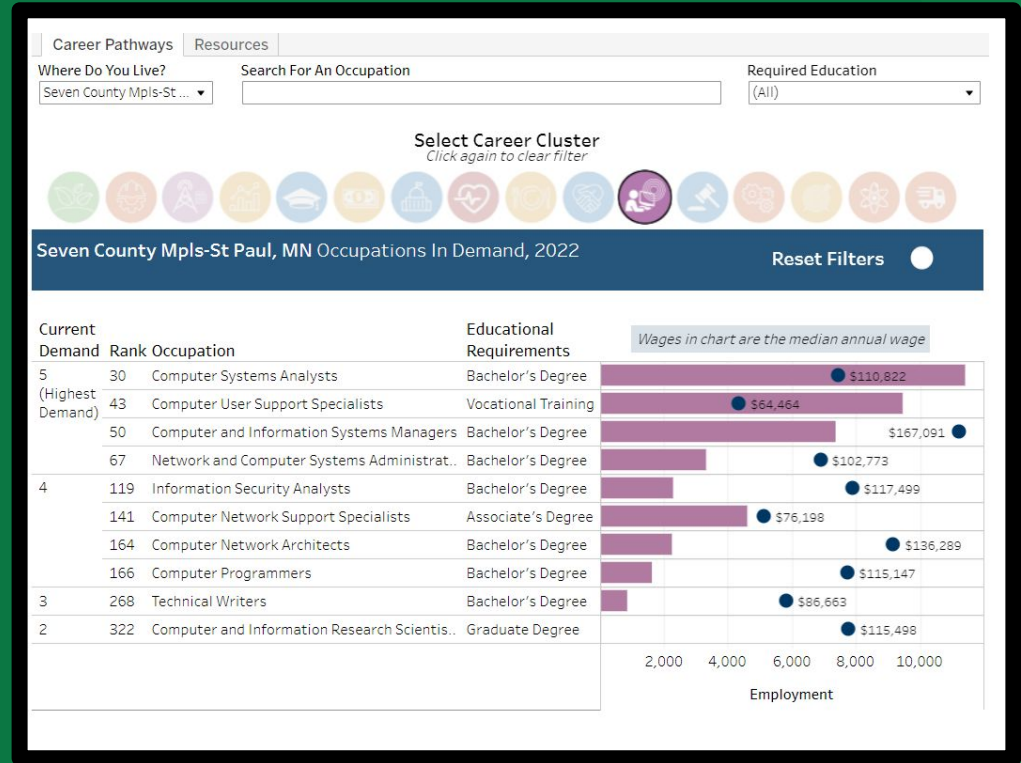 Career Pathways Resources
Where Do You Live? Search For An Occupation Required Education
Seven County Mpls-St ... (All)
Select Career Cluster
Click again to clear filter
Seven County Mpls-St Paul, MN Occupations In Demand, 2022 Reset Filters
Current Educational
Demand Rank Occupation Requirements Wages in chart are the median annual wage
5 30 Computer Systems Analysts Bachelor's Degree $110,822
(Highest
Demand) 43 Computer User Support Specialists Vocational Training $64,464
50 Computer and Information Systems Managers Bachelor's Degree $167,091
67 Network and Computer Systems Administrat.. Bachelor's Degree $102,773
4 119 Information Security Analysts Bachelor's Degree $117,499
141 Computer Network Support Specialists Associate's Degree $76,198
164 Computer Network Architects Bachelor's Degree $136,289
166 Computer Programmers Bachelor's Degree $115,147
3 268 Technical Writers Bachelor's Degree $86,663
2 322 Computer and Information Research Scientis.. Graduate Degree $115,498
2,000 4,000 6,000 8,000 10,000
Employment